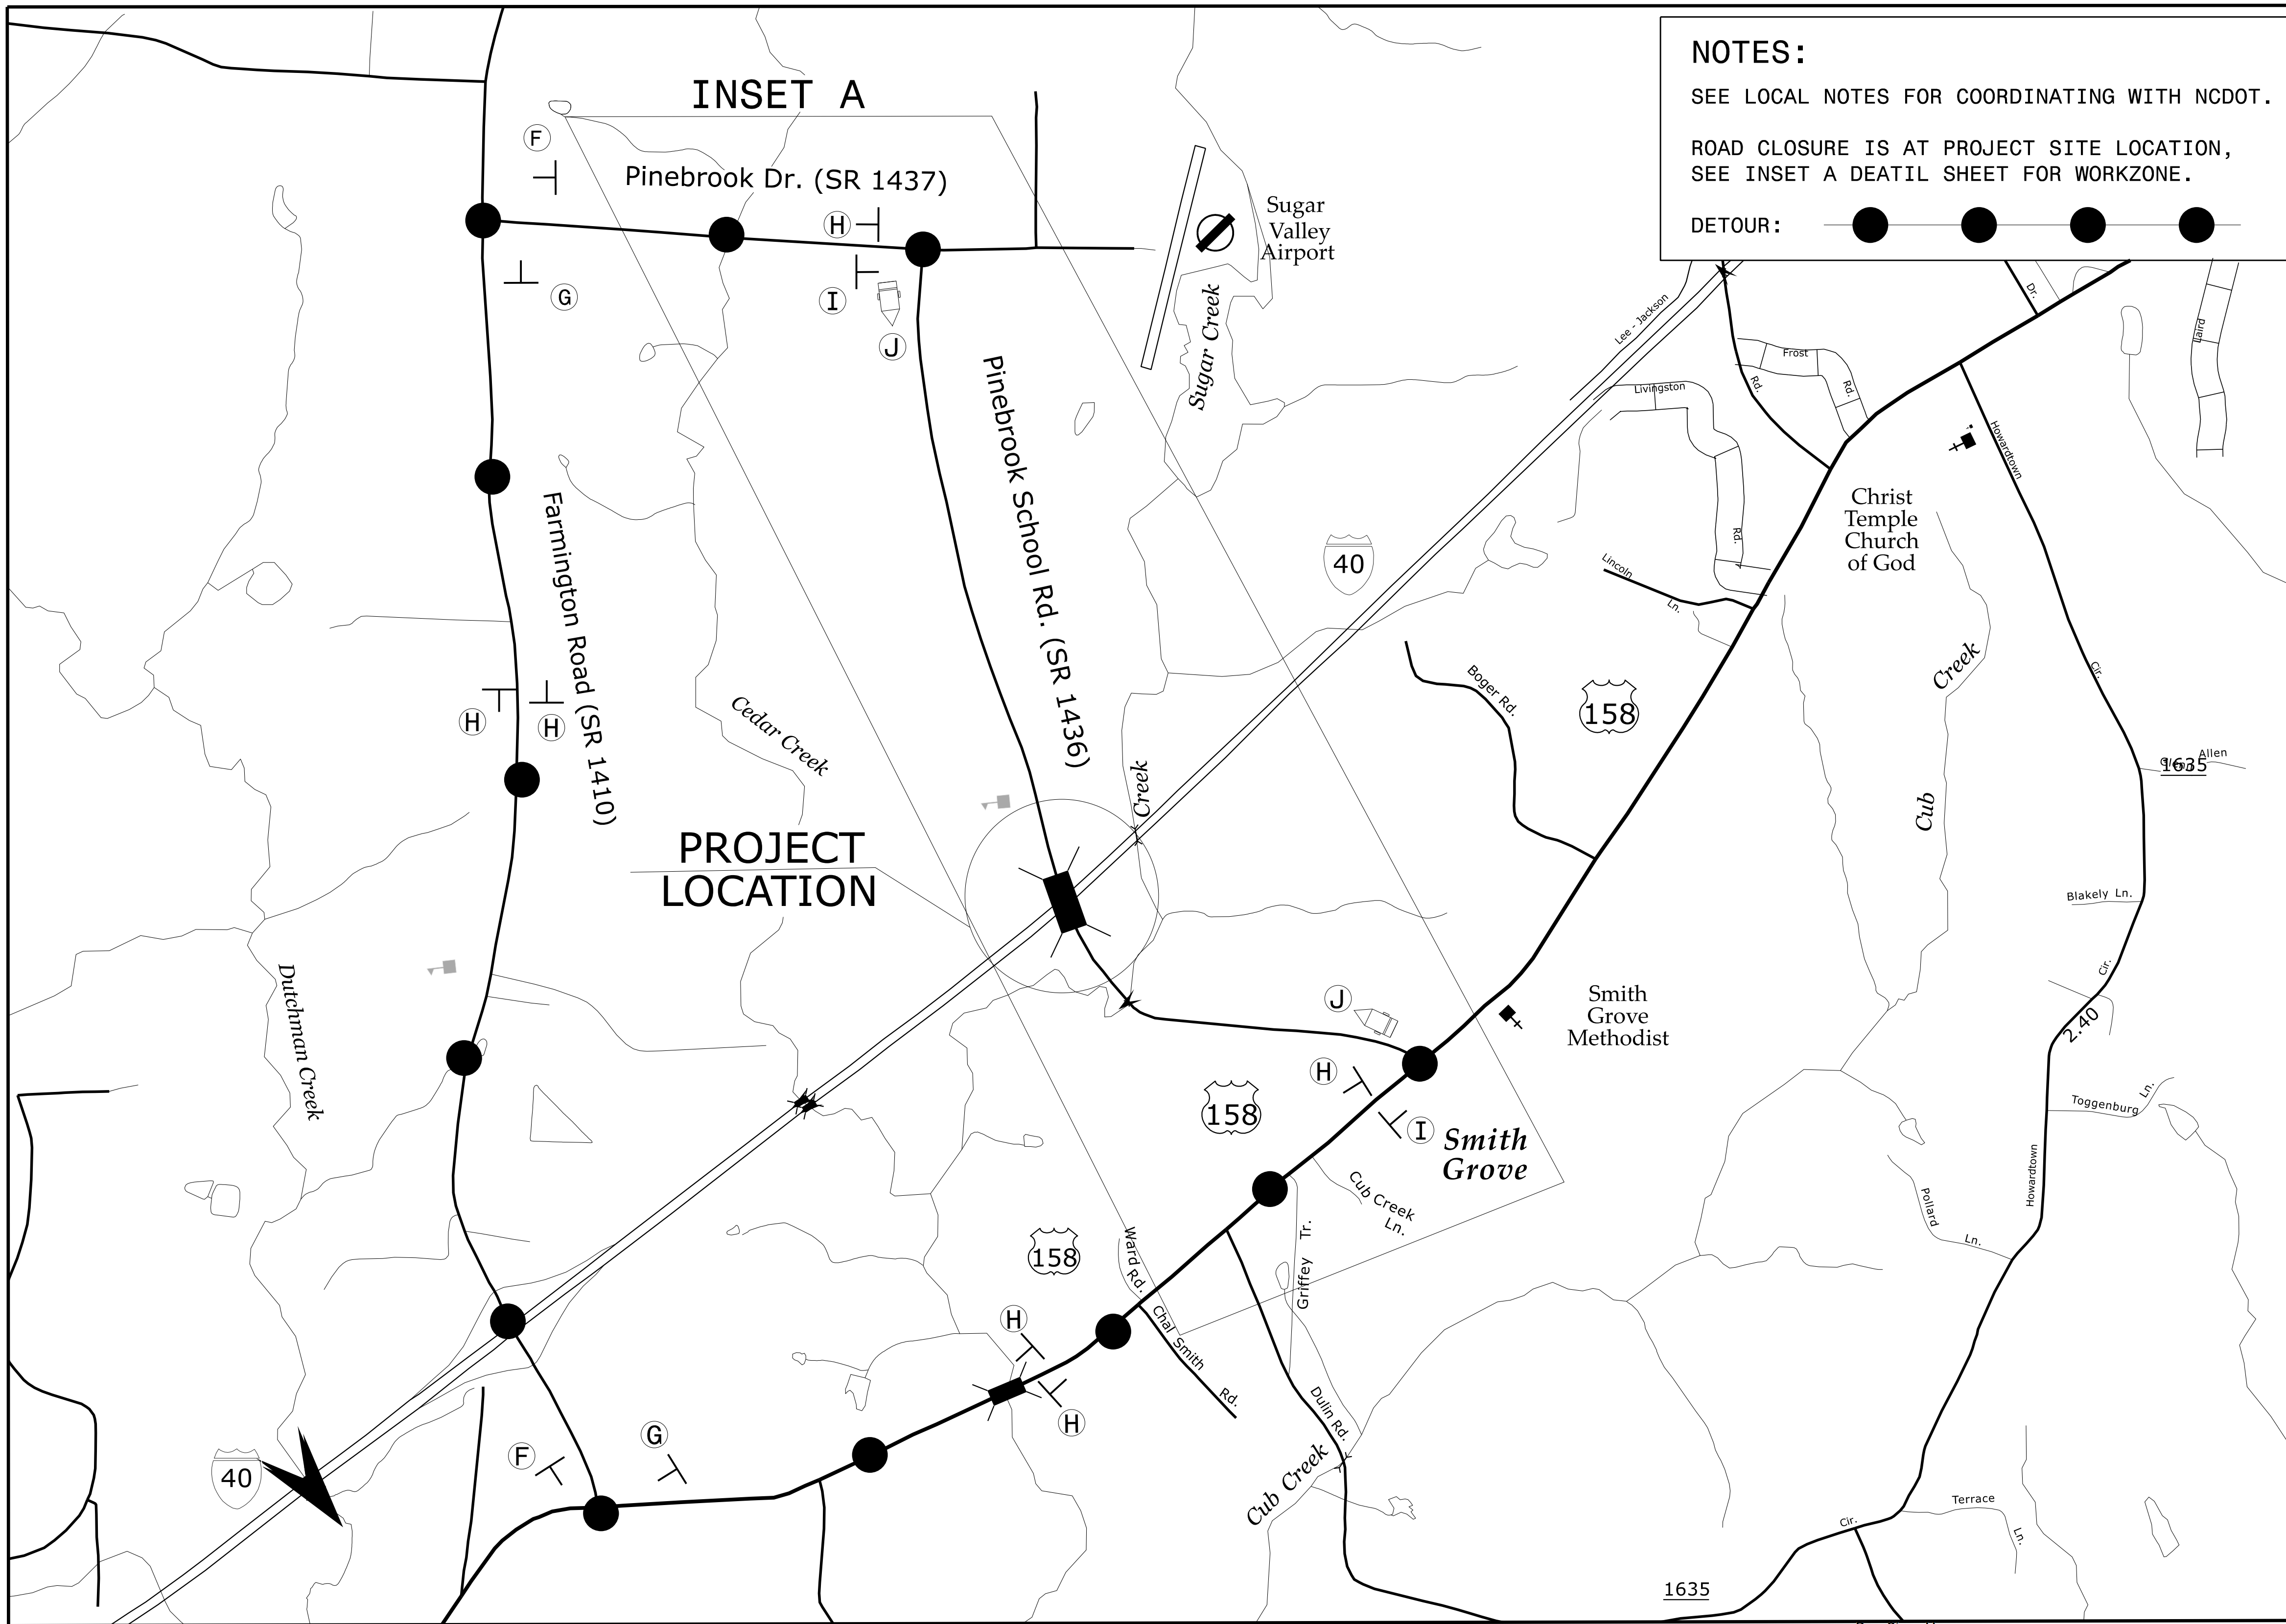 NOTES:
SEE LOCAL NOTES FOR COORDINATING WITH NCDOT.
ROAD CLOSURE IS AT PROJECT SITE LOCATION,
SEE INSET A DEATIL SHEET FOR WORKZONE.
DETOUR:
INSET A
F
Pinebrook Dr. (SR 1437)
H
G
I
J
Sugar
Valley
Airport
Sugar Creek
Pinebrook School Rd. (SR 1436)
Farmington Road (SR 1410)
H
H
Cedar Creek
Creek
PROJECT
LOCATION
Dutchman Creek
40
Lee - Jackson
Dr.
Laird
Frost
Rd.
Rd.
Livingston
Rd.
Howardtown
Christ
Temple
Church
of God
Lincoln
Ln.
Boger Rd.
158
Creek
Cub
Cir.
Allen
1635
Blakely Ln.
Cir.
2.40
Smith
Grove
Methodist
J
H
I
158
Smith
Grove
Toggenburg
Ln.
Howardtown
Pollard
Ln.
Cub Creek
Ln.
Griffey Tr.
158
Ward Rd.
Chal Smith
Rd.
H
H
Dulin Rd.
Cub Creek
G
F
40
Terrace
Ln.
Cir.
1635